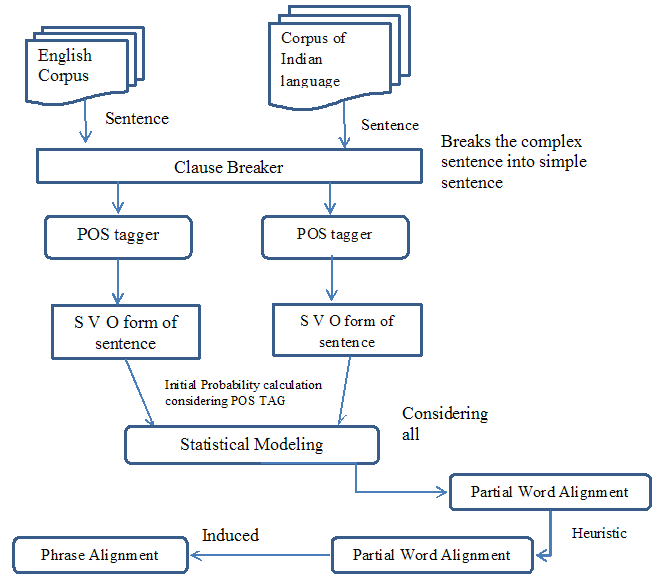 English
Corpus
Corpus of
Indian
language
Sentence
Sentence
Breaks the complex
sentence into simple
sentence
Clause Breaker
POS tagger
POS tagger
S V O form of
sentence
S V O form of
sentence
Initial Probability calculation
considering POS TAG
Considering
all
Statistical Modeling
Partial Word Alignment
Heuristic
Induced
Phrase Alignment
Partial Word Alignment